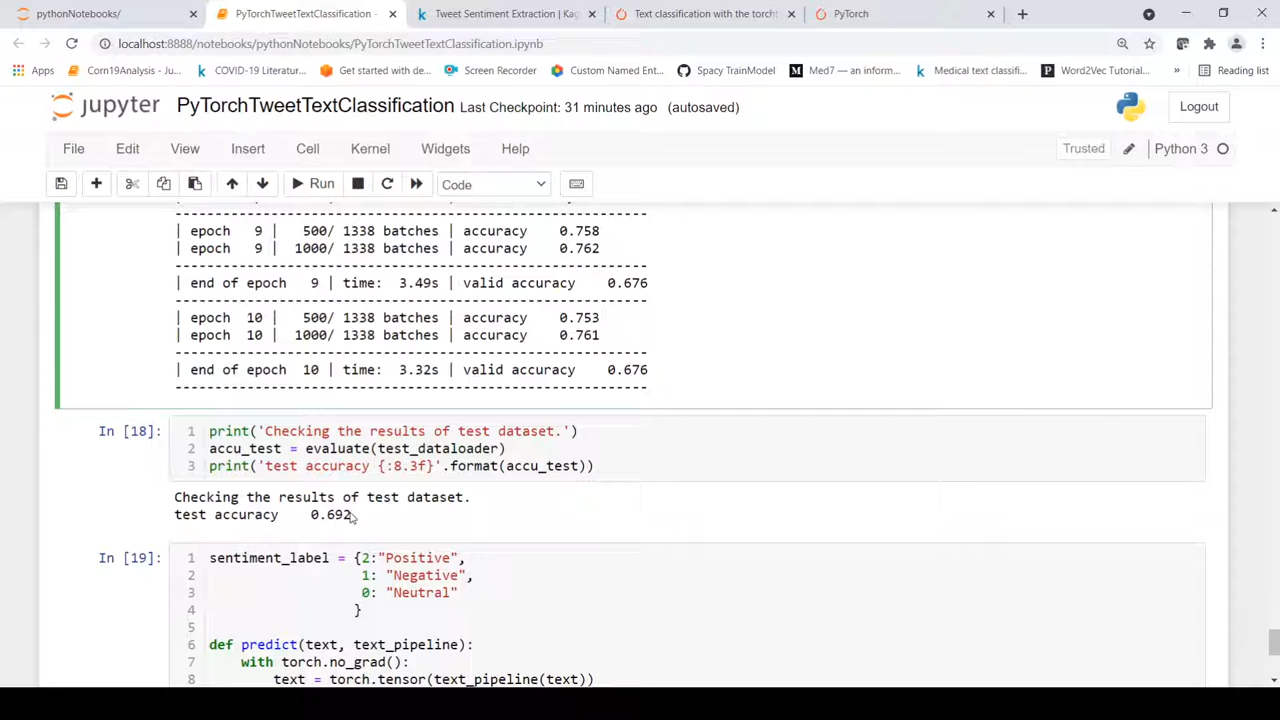 pythonNotebooks/
PyTorchTweetTextClassification -
Tweet Sentiment Extraction | Kag
Text classification with the torcht
PyTorch
localhost:8888/notebooks/pythonNotebooks/PyTorchTweetTextClassification.ipynb
Apps
Corn19Analysis - Ju...
COVID-19 Literatur...
Get started with de...
Screen Recorder
Custom Named Ent...
Spacy TrainModel
Med7 — an inform...
Medical text classifi...
Word2Vec Tutorial...
»
Reading list
jupyter
PyTorchTweetTextClassification Last Checkpoint: 31 minutes ago (autosaved)
Logout
File Edit View Insert Cell Kernel Widgets Help
Trusted
Python 3
Run
Code
-----------------------------------------------------------
| epoch   9 |   500/ 1338 batches | accuracy    0.758
| epoch   9 |  1000/ 1338 batches | accuracy    0.762
-----------------------------------------------------------
| end of epoch   9 | time:  3.49s | valid accuracy    0.676
-----------------------------------------------------------
| epoch  10 |   500/ 1338 batches | accuracy    0.753
| epoch  10 |  1000/ 1338 batches | accuracy    0.761
-----------------------------------------------------------
| end of epoch  10 | time:  3.32s | valid accuracy    0.676
-----------------------------------------------------------
In [18]:
1 print('Checking the results of test dataset.')
2 accu_test = evaluate(test_dataloader)
3 print('test accuracy {:8.3f}'.format(accu_test))
Checking the results of test dataset.
test accuracy    0.692
In [19]:
1 sentiment_label = {2:"Positive",
2                    1: "Negative",
3                    0: "Neutral"
4                   }
5
6 def predict(text, text_pipeline):
7     with torch.no_grad():
8         text = torch.tensor(text_pipeline(text))